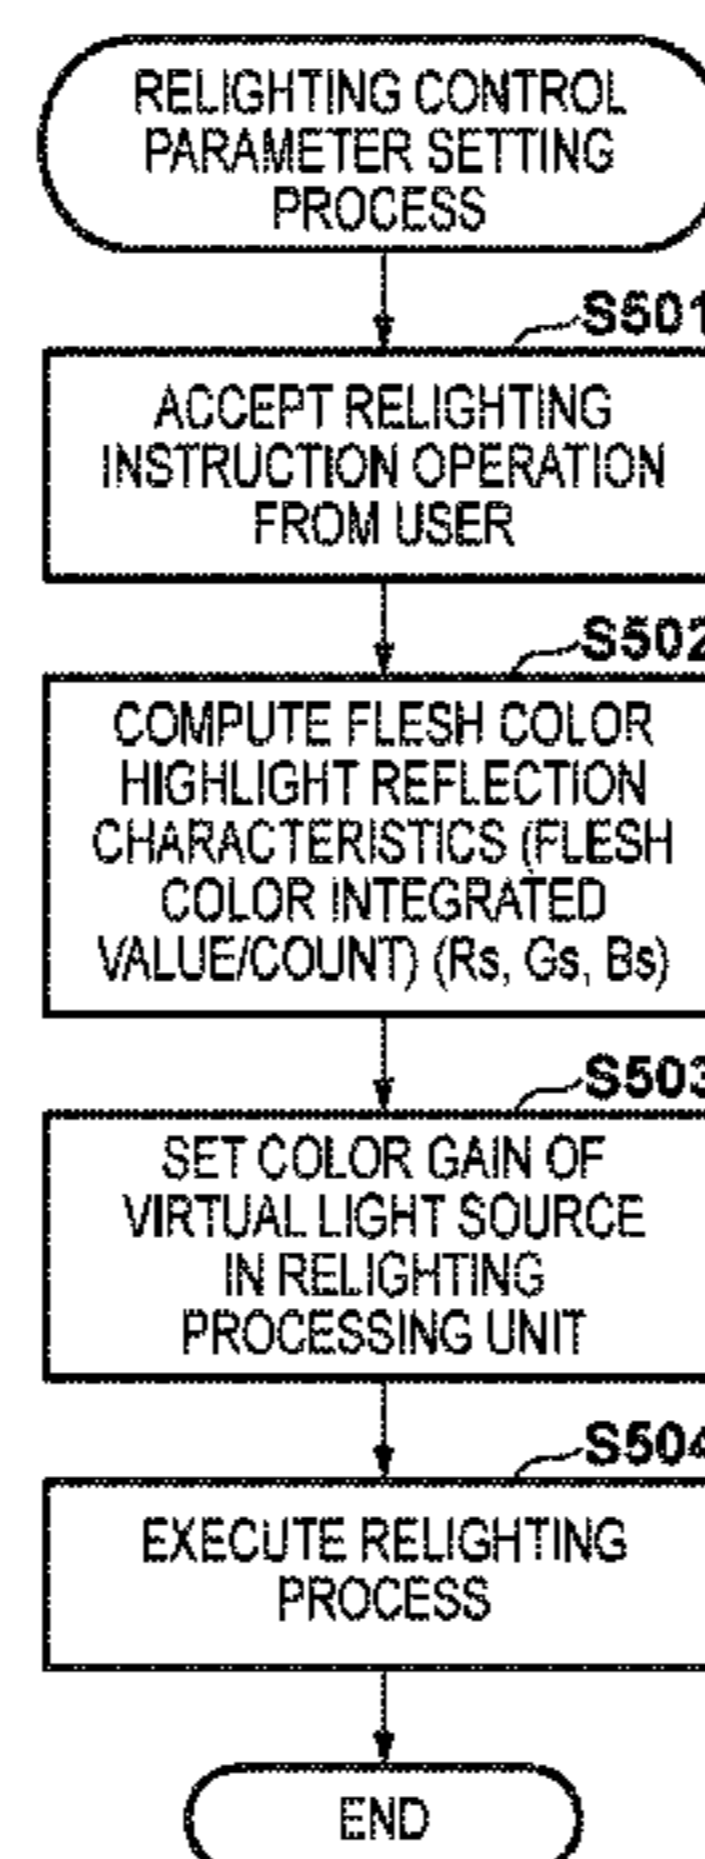 RELIGHTING CONTROL
PARAMETER SETTING
PROCESS
S501
ACCEPT RELIGHTING
INSTRUCTION OPERATION
FROM USER
S502
COMPUTE FLESH COLOR
HIGHLIGHT REFLECTION
CHARACTERISTICS (FLESH
COLOR INTEGRATED
VALUE/COUNT) (Rs, Gs, Bs)
S503
SET COLOR GAIN OF
VIRTUAL LIGHT SOURCE
IN RELIGHTING
PROCESSING UNIT
S504
EXECUTE RELIGHTING
PROCESS
END